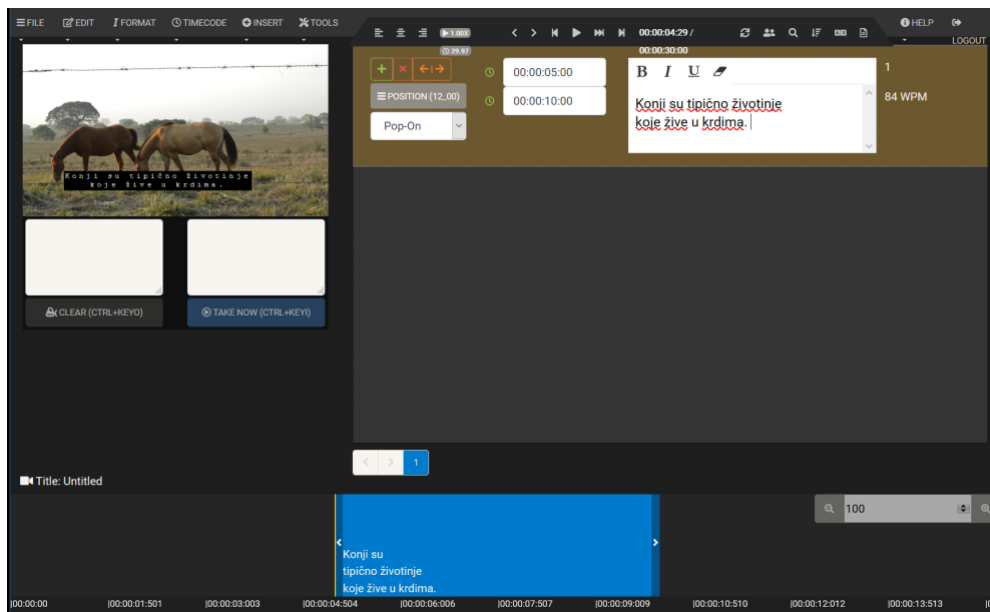 FILE EDIT FORMAT TIMECODE INSERT TOOLS
1.00X 00:00:04:29 / HELP
29.97 00:00:30:00 LOGOUT
00:00:05:00 B I U 1
POSITION (12_00) 00:00:10:00 84 WPM
Pop-On
Konji su tipično životinje
koje žive u krdima.
Konji su tipično životinje
koje žive u krdima.
CLEAR (CTRL+KEYO) TAKE NOW (CTRL+KEYI)
1
Title: Untitled
100
Konji su
tipično životinje
koje žive u krdima.
|00:00:00 |00:00:01:501 |00:00:03:003 |00:00:04:504 |00:00:06:006 |00:00:07:507 |00:00:09:009 |00:00:10:510 |00:00:12:012 |00:00:13:513